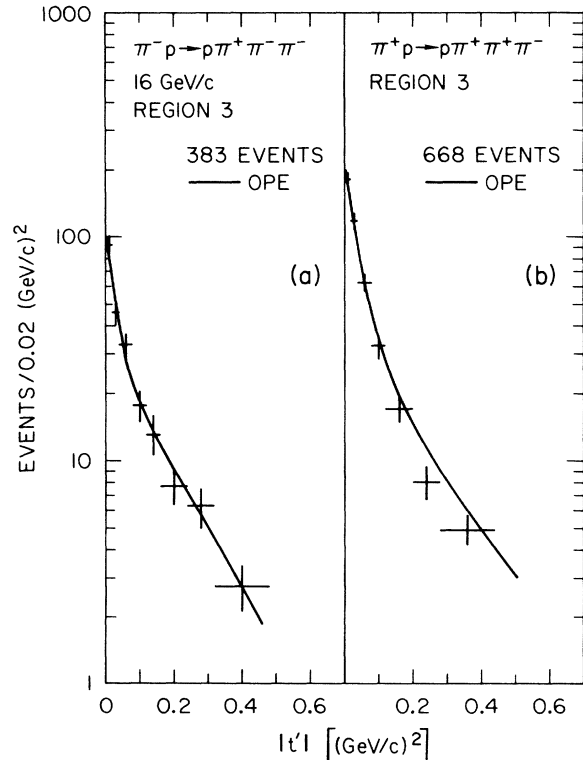 1000
100
10
1
EVENTS/0.02 (GeV/c)²
π⁻p→pπ⁺π⁻π⁻
16 GeV/c
REGION 3
383 EVENTS
OPE
(a)
π⁺p→pπ⁺π⁺π⁻
REGION 3
668 EVENTS
OPE
(b)
0 0.2 0.4 0 0.2 0.4 0.6
|t'| [(GeV/c)²]